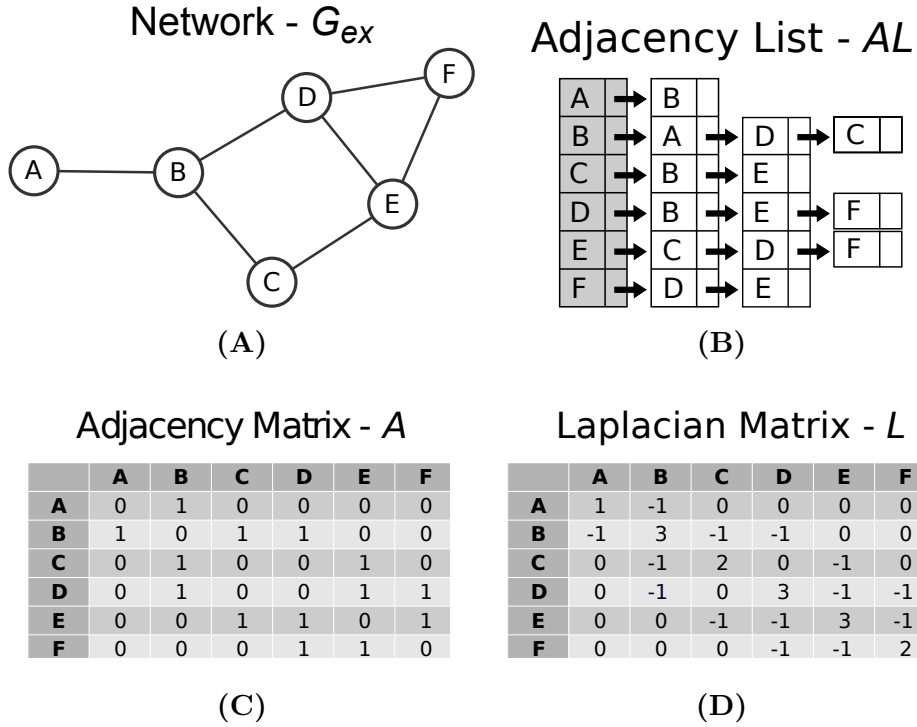 Network - Gex
A
B
D
F
E
C
(A)
Adjacency List - AL
A B
B A D C
C B E
D B E F
E C D F
F D E
(B)
Adjacency Matrix - A
A B C D E F
A 0 1 0 0 0 0
B 1 0 1 1 0 0
C 0 1 0 0 1 0
D 0 1 0 0 1 1
E 0 0 1 1 0 1
F 0 0 0 1 1 0
(C)
Laplacian Matrix - L
A B C D E F
A 1 -1 0 0 0 0
B -1 3 -1 -1 0 0
C 0 -1 2 0 -1 0
D 0 -1 0 3 -1 -1
E 0 0 -1 -1 3 -1
F 0 0 0 -1 -1 2
(D)